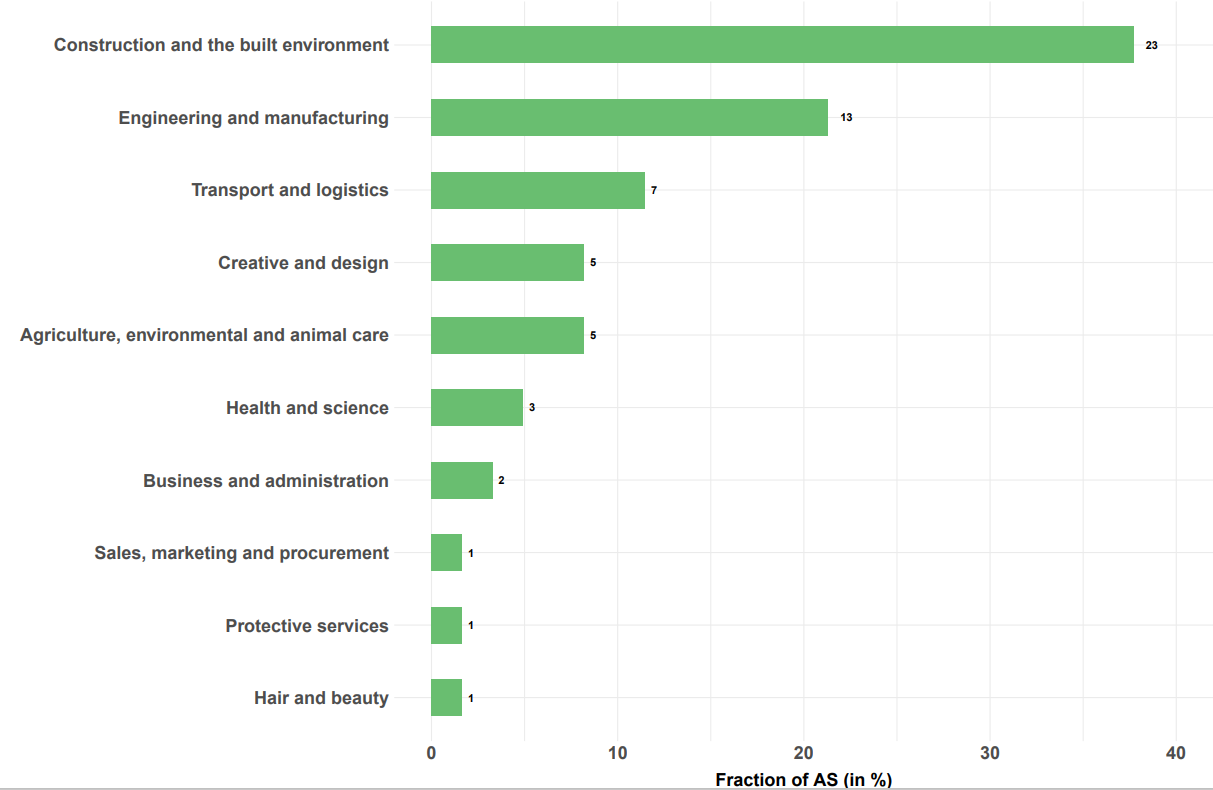 Construction and the built environment 23
Engineering and manufacturing 13
Transport and logistics 7
Creative and design 5
Agriculture, environmental and animal care 5
Health and science 3
Business and administration 2
Sales, marketing and procurement 1
Protective services 1
Hair and beauty 1
0 10 20 30 40
Fraction of AS (in %)